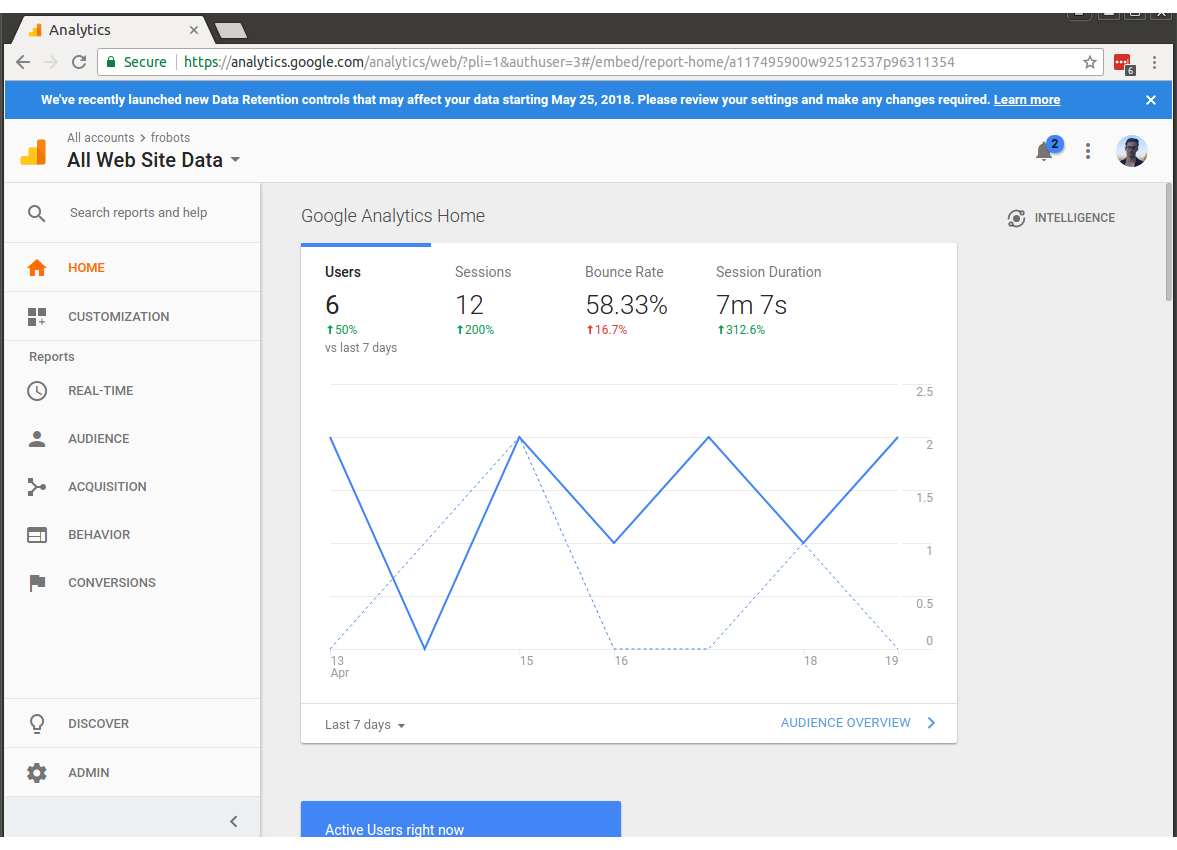 Analytics
Secure https://analytics.google.com/analytics/web/?pli=1&authuser=3#/embed/report-home/a117495900w92512537p96311354
6
We've recently launched new Data Retention controls that may affect your data starting May 25, 2018. Please review your settings and make any changes required. Learn more
All accounts > frobots
All Web Site Data
2
Search reports and help
HOME
CUSTOMIZATION
Reports
REAL-TIME
AUDIENCE
ACQUISITION
BEHAVIOR
CONVERSIONS
DISCOVER
ADMIN
Google Analytics Home
INTELLIGENCE
Users Sessions Bounce Rate Session Duration
6 12 58.33% 7m 7s
↑50% ↑200% ↑16.7% ↑312.6%
vs last 7 days
2.5
2
1.5
1
0.5
0
13 15 16 18 19
Apr
Last 7 days
AUDIENCE OVERVIEW
Active Users right now